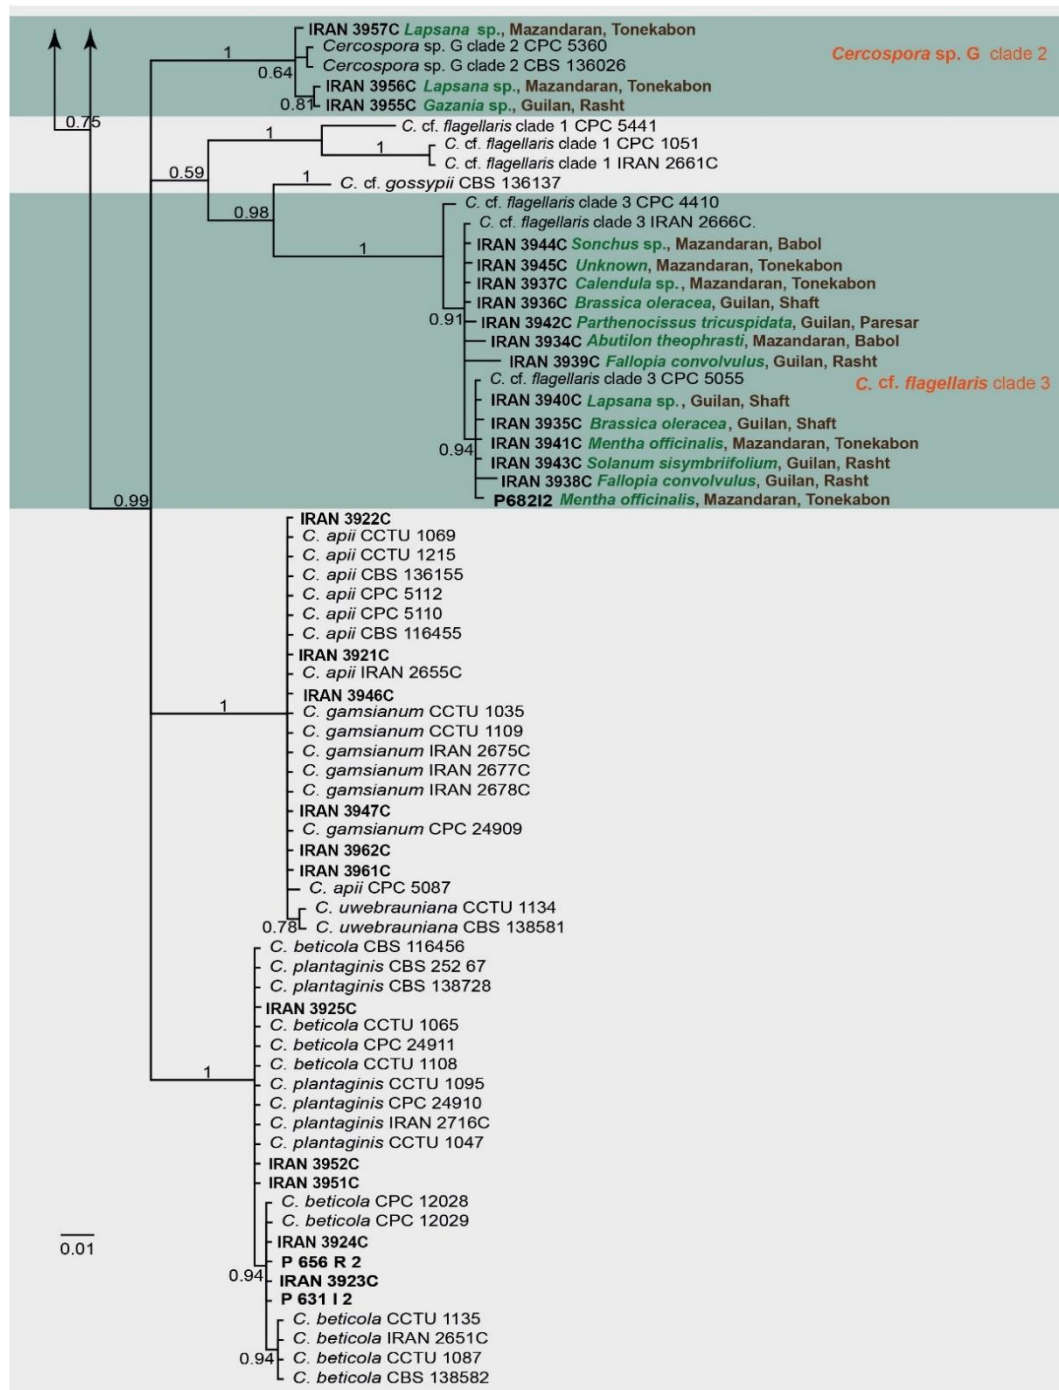 IRAN 3957C Lapsana sp., Mazandaran, Tonekabon
1
Cercospora sp. G clade 2 CPC 5360
Cercospora sp. G clade 2
Cercospora sp. G clade 2 CBS 136026
0.64
IRAN 3956C Lapsana sp., Mazandaran, Tonekabon
0.81
IRAN 3955C Gazania sp., Guilan, Rasht
0.75
C. cf. flagellaris clade 1 CPC 5441
1
C. cf. flagellaris clade 1 CPC 1051
1
C. cf. flagellaris clade 1 IRAN 2661C
0.59
1
C. cf. gossypii CBS 136137
C. cf. flagellaris clade 3 CPC 4410
0.98
C. cf. flagellaris clade 3 IRAN 2666C.
IRAN 3944C Sonchus sp., Mazandaran, Babol
1
IRAN 3945C Unknown, Mazandaran, Tonekabon
IRAN 3937C Calendula sp., Mazandaran, Tonekabon
IRAN 3936C Brassica oleracea, Guilan, Shaft
0.91
IRAN 3942C Parthenocissus tricuspidata, Guilan, Paresar
IRAN 3934C Abutilon theophrasti, Mazandaran, Babol
IRAN 3939C Fallopia convolvulus, Guilan, Rasht
C. cf. flagellaris clade 3 CPC 5055
C. cf. flagellaris clade 3
IRAN 3940C Lapsana sp., Guilan, Shaft
IRAN 3935C Brassica oleracea, Guilan, Shaft
IRAN 3941C Mentha officinalis, Mazandaran, Tonekabon
0.94
IRAN 3943C Solanum sisymbriifolium, Guilan, Rasht
IRAN 3938C Fallopia convolvulus, Guilan, Rasht
P682I2 Mentha officinalis, Mazandaran, Tonekabon
0.99
IRAN 3922C
C. apii CCTU 1069
C. apii CCTU 1215
C. apii CBS 136155
C. apii CPC 5112
C. apii CPC 5110
C. apii CBS 116455
IRAN 3921C
C. apii IRAN 2655C
IRAN 3946C
1
C. gamsianum CCTU 1035
C. gamsianum CCTU 1109
C. gamsianum IRAN 2675C
C. gamsianum IRAN 2677C
C. gamsianum IRAN 2678C
IRAN 3947C
C. gamsianum CPC 24909
IRAN 3962C
IRAN 3961C
C. apii CPC 5087
C. uwebrauniana CCTU 1134
0.78
C. uwebrauniana CBS 138581
C. beticola CBS 116456
C. plantaginis CBS 252 67
C. plantaginis CBS 138728
IRAN 3925C
C. beticola CCTU 1065
C. beticola CPC 24911
C. beticola CCTU 1108
1
C. plantaginis CCTU 1095
C. plantaginis CPC 24910
C. plantaginis IRAN 2716C
C. plantaginis CCTU 1047
IRAN 3952C
IRAN 3951C
C. beticola CPC 12028
C. beticola CPC 12029
IRAN 3924C
0.01
P 656 R 2
0.94
IRAN 3923C
P 631 I 2
C. beticola CCTU 1135
C. beticola IRAN 2651C
0.94
C. beticola CCTU 1087
C. beticola CBS 138582